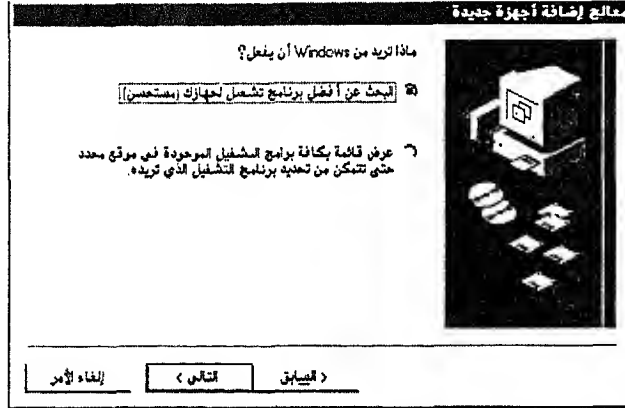 معالج إضافة أجهزة جديدة
ماذا تريد من Windows أن يفعل؟
البحث عن أفضل برنامج تشغيل لجهازك (مستحسن)
عرض قائمة بكافة برامج التشغيل الموجودة في موقع محدد
حتى تتمكن من تحديد برنامج التشغيل الذي تريده.
< السابق
التالي >
إلغاء الأمر